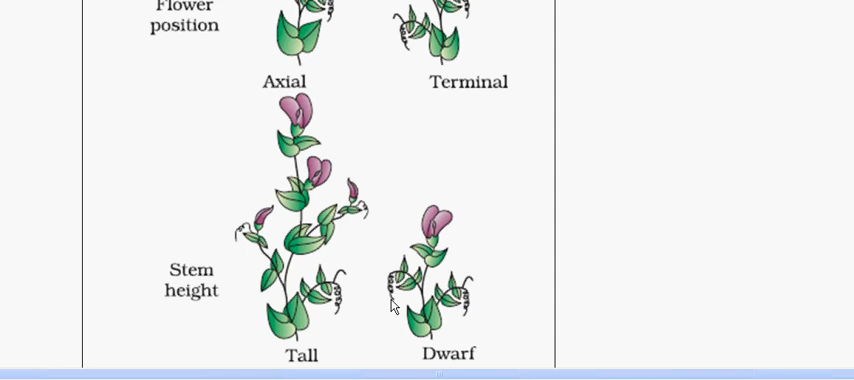 Flower
position
Axial
Terminal
Stem
height
Tall
Dwarf